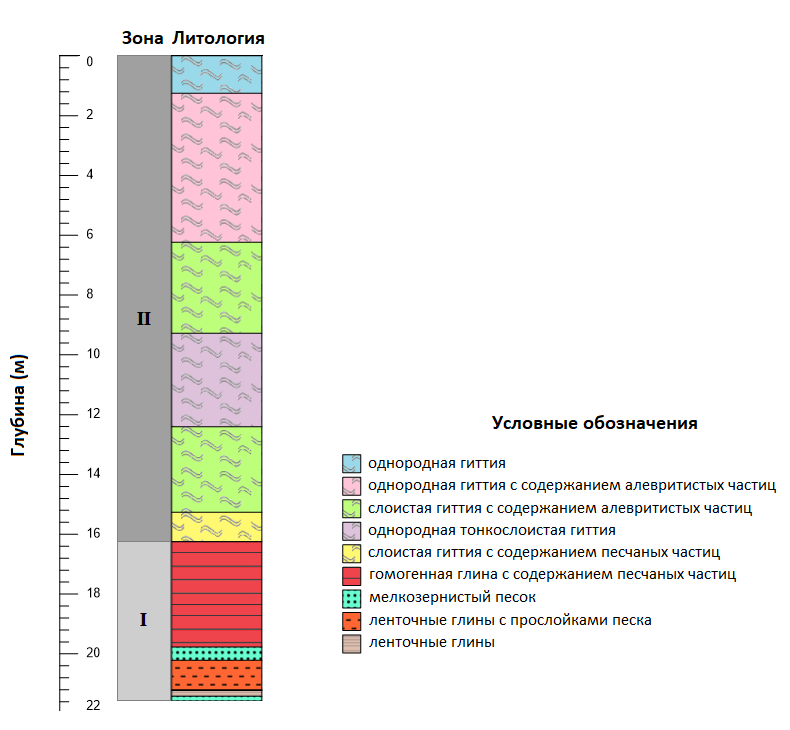 Зона Литология
0
2
4
6
8
10
12
14
16
18
20
22
Глубина (м)
II
I
Условные обозначения
однородная гиттия
однородная гиттия с содержанием алевритистых частиц
слоистая гиттия с содержанием алевритистых частиц
однородная тонкослоистая гиттия
слоистая гиттия с содержанием песчаных частиц
гомогенная глина с содержанием песчаных частиц
мелкозернистый песок
ленточные глины с прослойками песка
ленточные глины